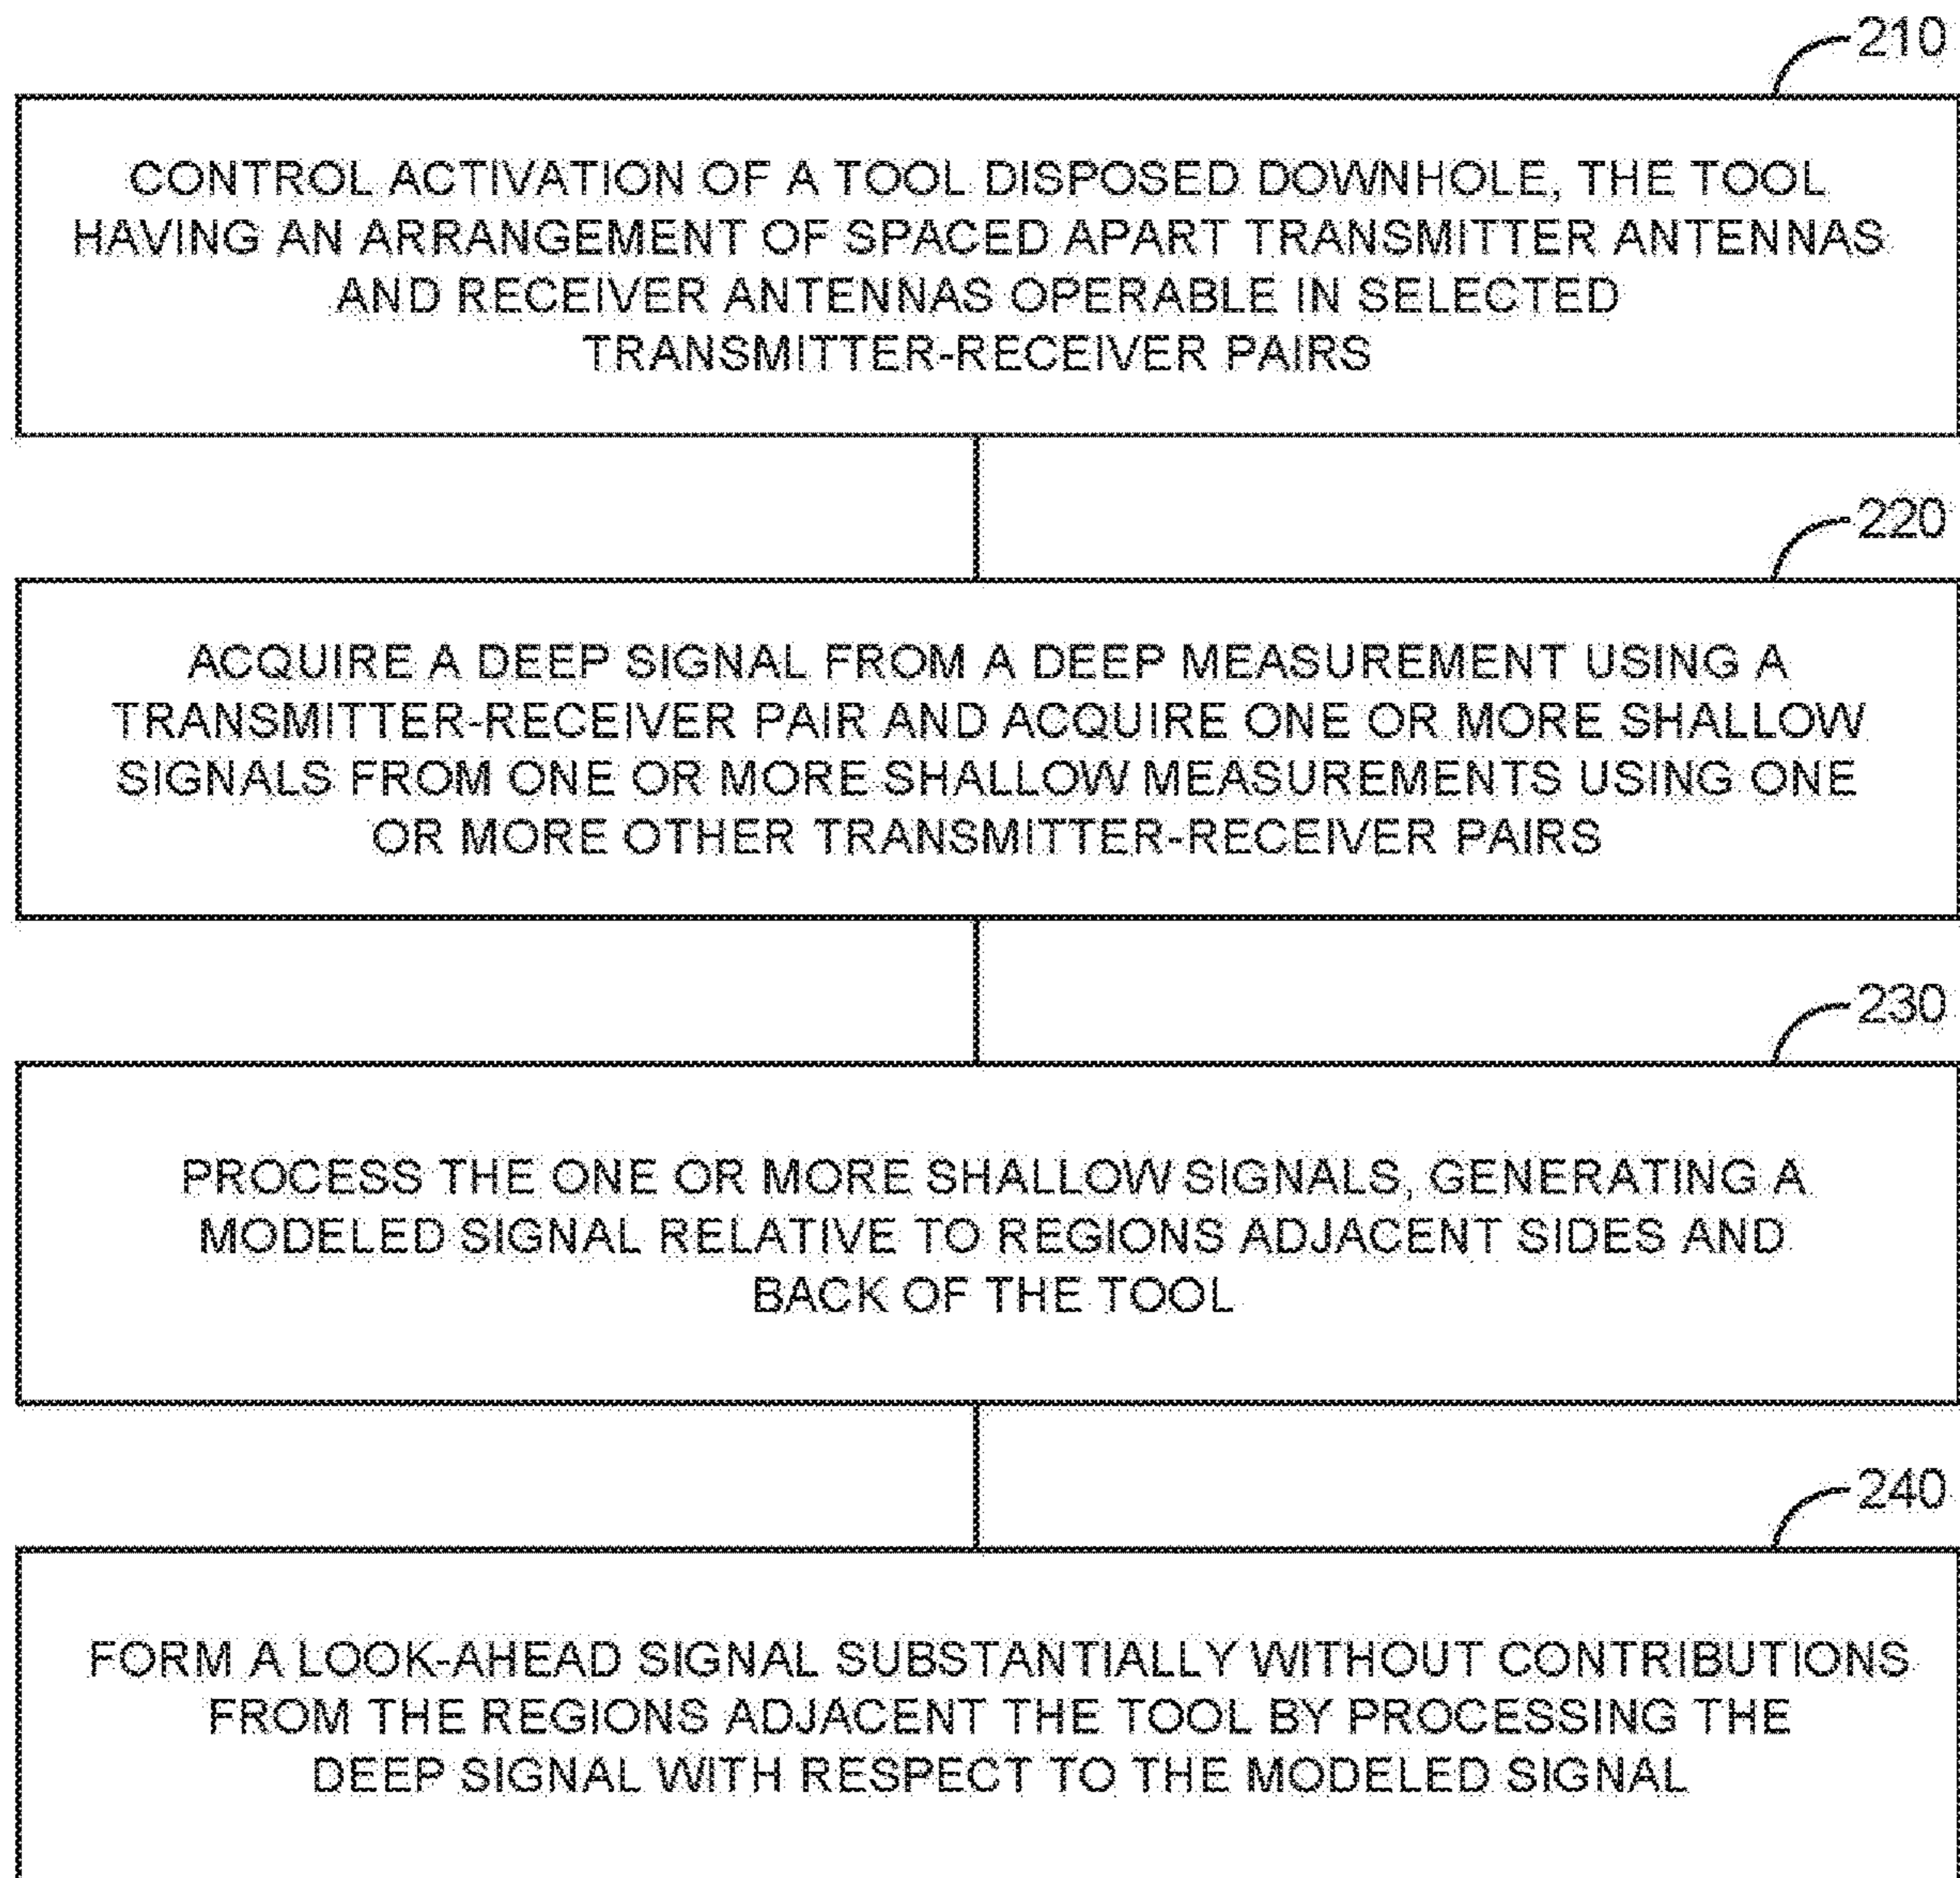 210
CONTROL ACTIVATION OF A TOOL DISPOSED DOWNHOLE, THE TOOL
HAVING AN ARRANGEMENT OF SPACED APART TRANSMITTER ANTENNAS
AND RECEIVER ANTENNAS OPERABLE IN SELECTED
TRANSMITTER-RECEIVER PAIRS
220
ACQUIRE A DEEP SIGNAL FROM A DEEP MEASUREMENT USING A
TRANSMITTER-RECEIVER PAIR AND ACQUIRE ONE OR MORE SHALLOW
SIGNALS FROM ONE OR MORE SHALLOW MEASUREMENTS USING ONE
OR MORE OTHER TRANSMITTER-RECEIVER PAIRS
230
PROCESS THE ONE OR MORE SHALLOW SIGNALS, GENERATING A
MODELED SIGNAL RELATIVE TO REGIONS ADJACENT SIDES AND
BACK OF THE TOOL
240
FORM A LOOK-AHEAD SIGNAL SUBSTANTIALLY WITHOUT CONTRIBUTIONS
FROM THE REGIONS ADJACENT THE TOOL BY PROCESSING THE
DEEP SIGNAL WITH RESPECT TO THE MODELED SIGNAL